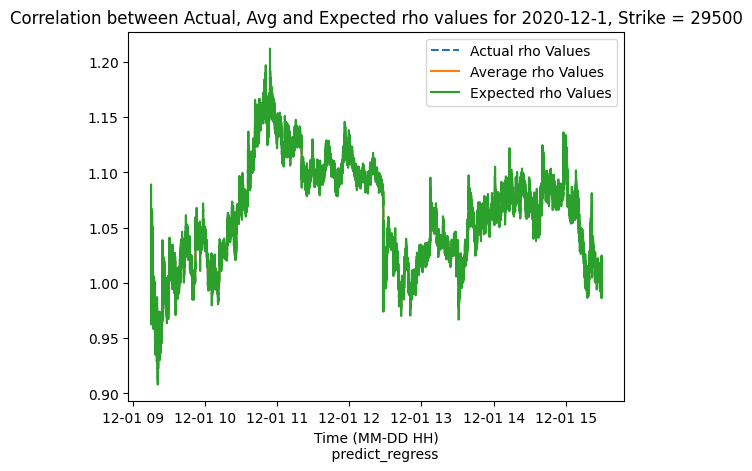 Correlation between Actual, Avg and Expected rho values for 2020-12-1, Strike = 29500
Actual rho Values
Average rho Values
Expected rho Values
1.20
1.15
1.10
1.05
1.00
0.95
0.90
12-01 09 12-01 10 12-01 11 12-01 12 12-01 13 12-01 14 12-01 15
Time (MM-DD HH)
predict_regress